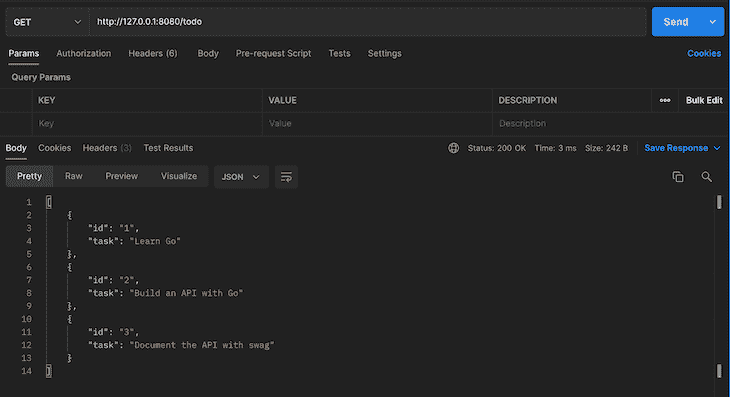 GET http://127.0.0.1:8080/todo Send
Params Authorization Headers (6) Body Pre-request Script Tests Settings Cookies
Query Params
KEY VALUE DESCRIPTION ••• Bulk Edit
Key Value Description
Body Cookies Headers (3) Test Results Status: 200 OK Time: 3 ms Size: 242 B Save Response
Pretty Raw Preview Visualize JSON
1 [
2 {
3 "id": "1",
4 "task": "Learn Go"
5 },
6 {
7 "id": "2",
8 "task": "Build an API with Go"
9 },
10 {
11 "id": "3",
12 "task": "Document the API with swag"
13 }
14 ]